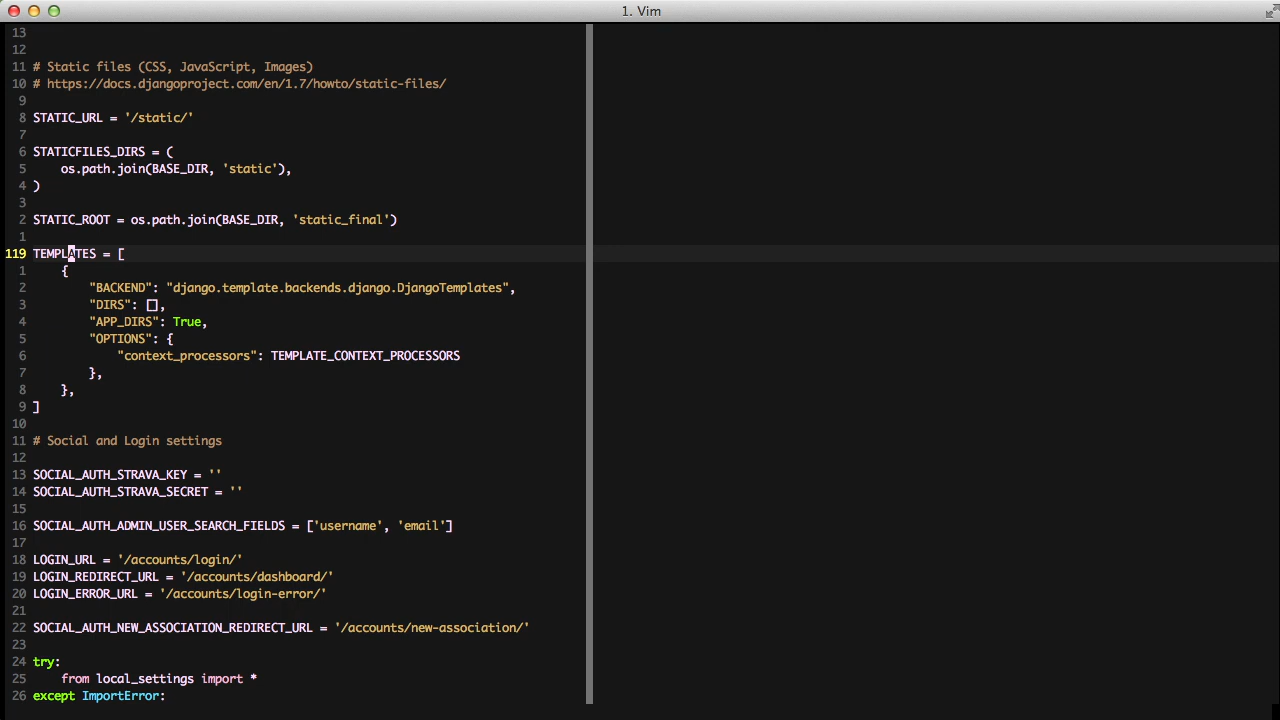 1. Vim
13
12
11 # Static files (CSS, JavaScript, Images)
10 # https://docs.djangoproject.com/en/1.7/howto/static-files/
9
8 STATIC_URL = '/static/'
7
6 STATICFILES_DIRS = (
5     os.path.join(BASE_DIR, 'static'),
4 )
3
2 STATIC_ROOT = os.path.join(BASE_DIR, 'static_final')
1
119 TEMPLATES = [
1     {
2         "BACKEND": "django.template.backends.django.DjangoTemplates",
3         "DIRS": [],
4         "APP_DIRS": True,
5         "OPTIONS": {
6             "context_processors": TEMPLATE_CONTEXT_PROCESSORS
7         },
8     },
9 ]
10
11 # Social and Login settings
12
13 SOCIAL_AUTH_STRAVA_KEY = ''
14 SOCIAL_AUTH_STRAVA_SECRET = ''
15
16 SOCIAL_AUTH_ADMIN_USER_SEARCH_FIELDS = ['username', 'email']
17
18 LOGIN_URL = '/accounts/login/'
19 LOGIN_REDIRECT_URL = '/accounts/dashboard/'
20 LOGIN_ERROR_URL = '/accounts/login-error/'
21
22 SOCIAL_AUTH_NEW_ASSOCIATION_REDIRECT_URL = '/accounts/new-association/'
23
24 try:
25     from local_settings import *
26 except ImportError: